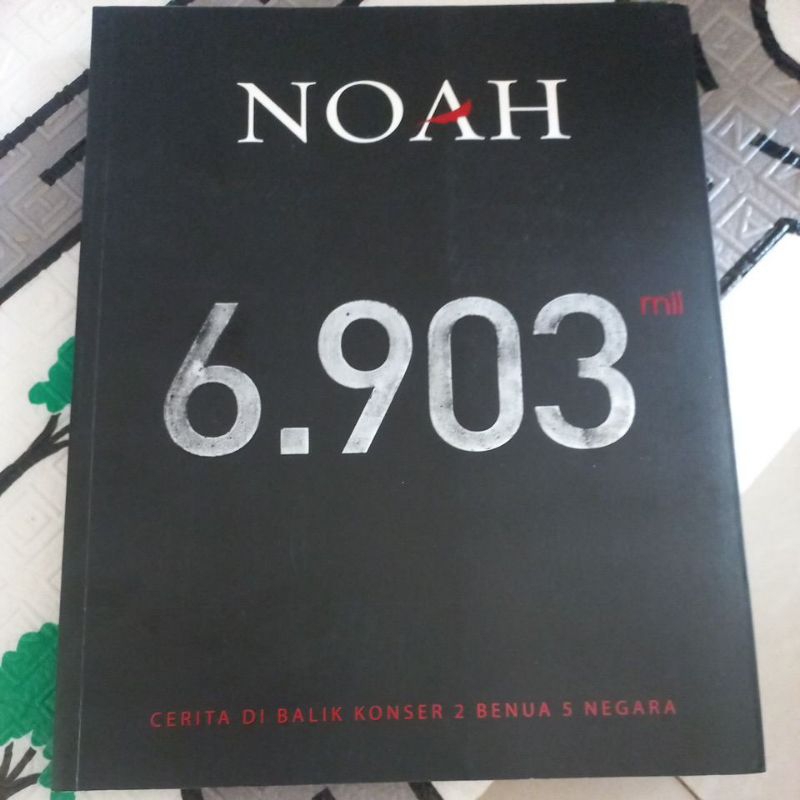 NOAH
6.903 mil
CERITA DI BALIK KONSER 2 BENUA 5 NEGARA